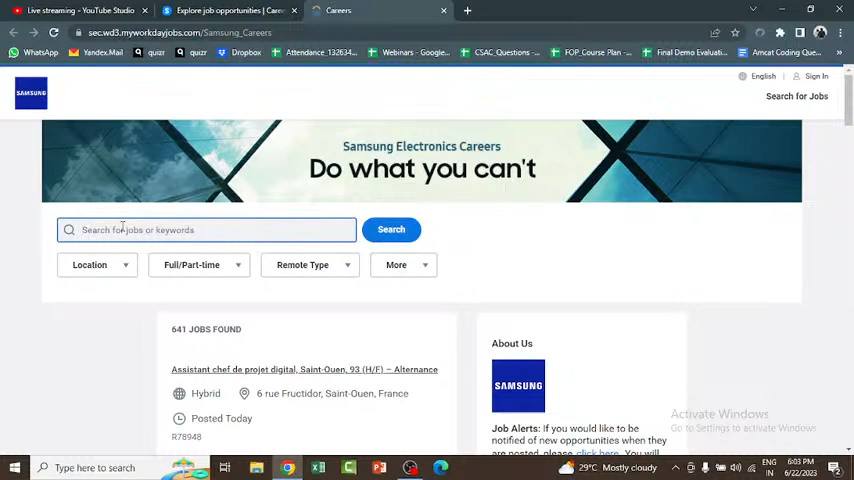 Live streaming - YouTube Studio
Explore job opportunities | Caree
Careers
sec.wd3.myworkdayjobs.com/Samsung_Careers
WhatsApp
Yandex.Mail
quizr
quizr
Dropbox
Attendance_132634...
Webinars - Google...
CSAC_Questions -...
FOP_Course Plan -...
Final Demo Evaluati...
Amcat Coding Que...
SAMSUNG
English
Sign In
Search for Jobs
Samsung Electronics Careers
Do what you can't
Search for jobs or keywords
Search
Location
Full/Part-time
Remote Type
More
641 JOBS FOUND
Assistant chef de projet digital, Saint-Ouen, 93 (H/F) – Alternance
Hybrid
6 rue Fructidor, Saint-Ouen, France
Posted Today
R78948
About Us
SAMSUNG
Job Alerts: If you would like to be
notified of new opportunities when they
are posted, please click here. You will
Activate Windows
Go to Settings to activate Windows.
Type here to search
29°C Mostly cloudy
ENG
IN
6:03 PM
6/22/2023
2